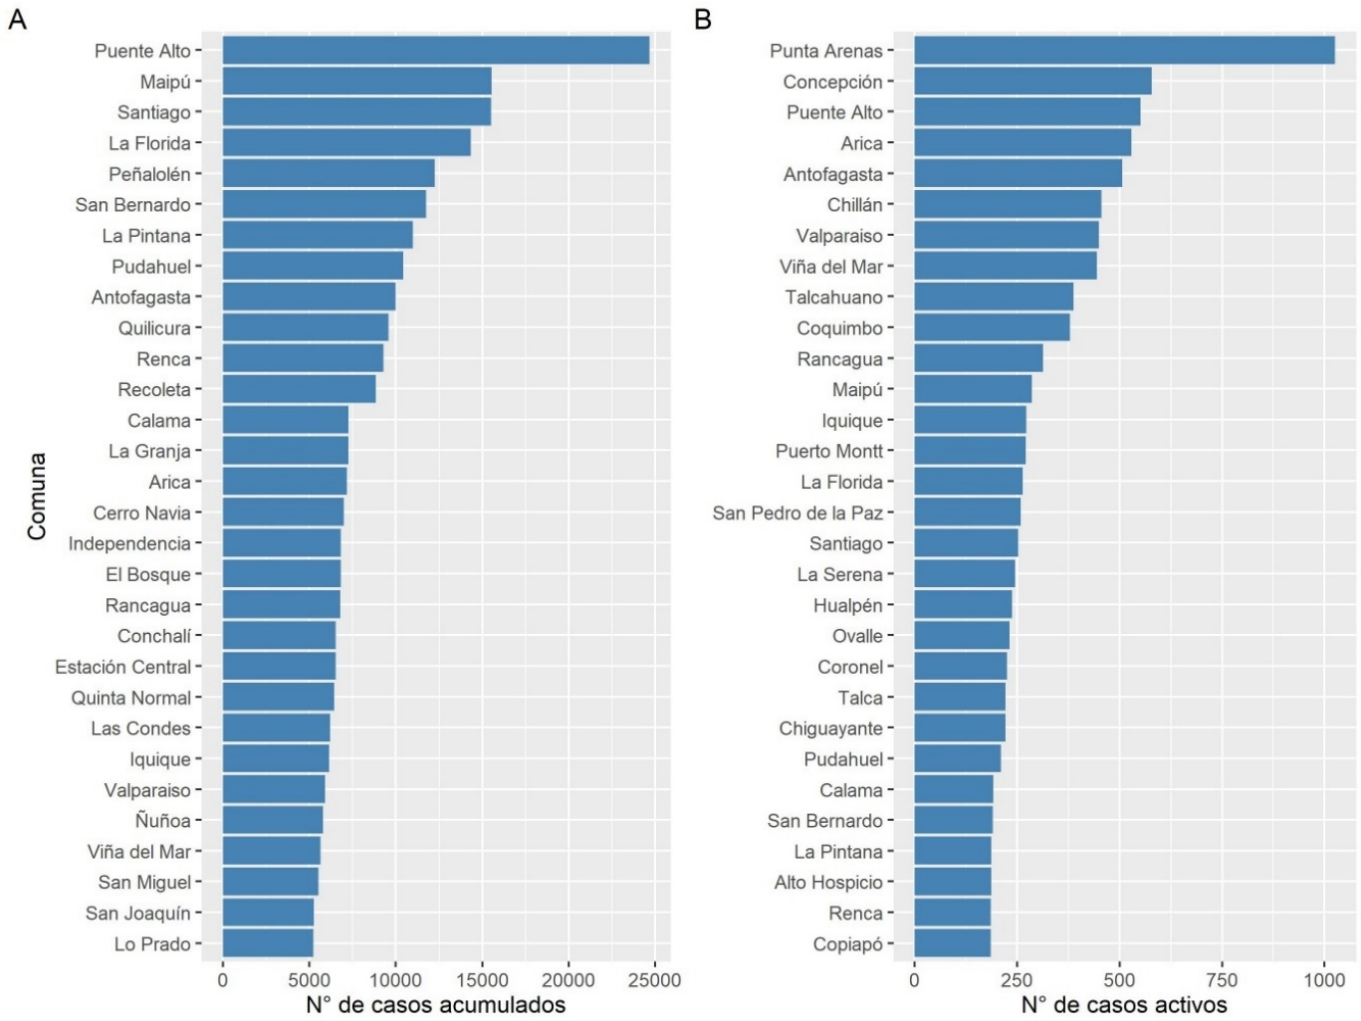 A
Puente Alto
Maipú
Santiago
La Florida
Peñalolén
San Bernardo
La Pintana
Pudahuel
Antofagasta
Quilicura
Renca
Recoleta
Calama
La Granja
Arica
Cerro Navia
Independencia
El Bosque
Rancagua
Conchalí
Estación Central
Quinta Normal
Las Condes
Iquique
Valparaiso
Ñuñoa
Viña del Mar
San Miguel
San Joaquín
Lo Prado
Comuna
0 5000 10000 15000 20000 25000
N° de casos acumulados
B
Punta Arenas
Concepción
Puente Alto
Arica
Antofagasta
Chillán
Valparaiso
Viña del Mar
Talcahuano
Coquimbo
Rancagua
Maipú
Iquique
Puerto Montt
La Florida
San Pedro de la Paz
Santiago
La Serena
Hualpén
Ovalle
Coronel
Talca
Chiguayante
Pudahuel
Calama
San Bernardo
La Pintana
Alto Hospicio
Renca
Copiapó
0 250 500 750 1000
N° de casos activos